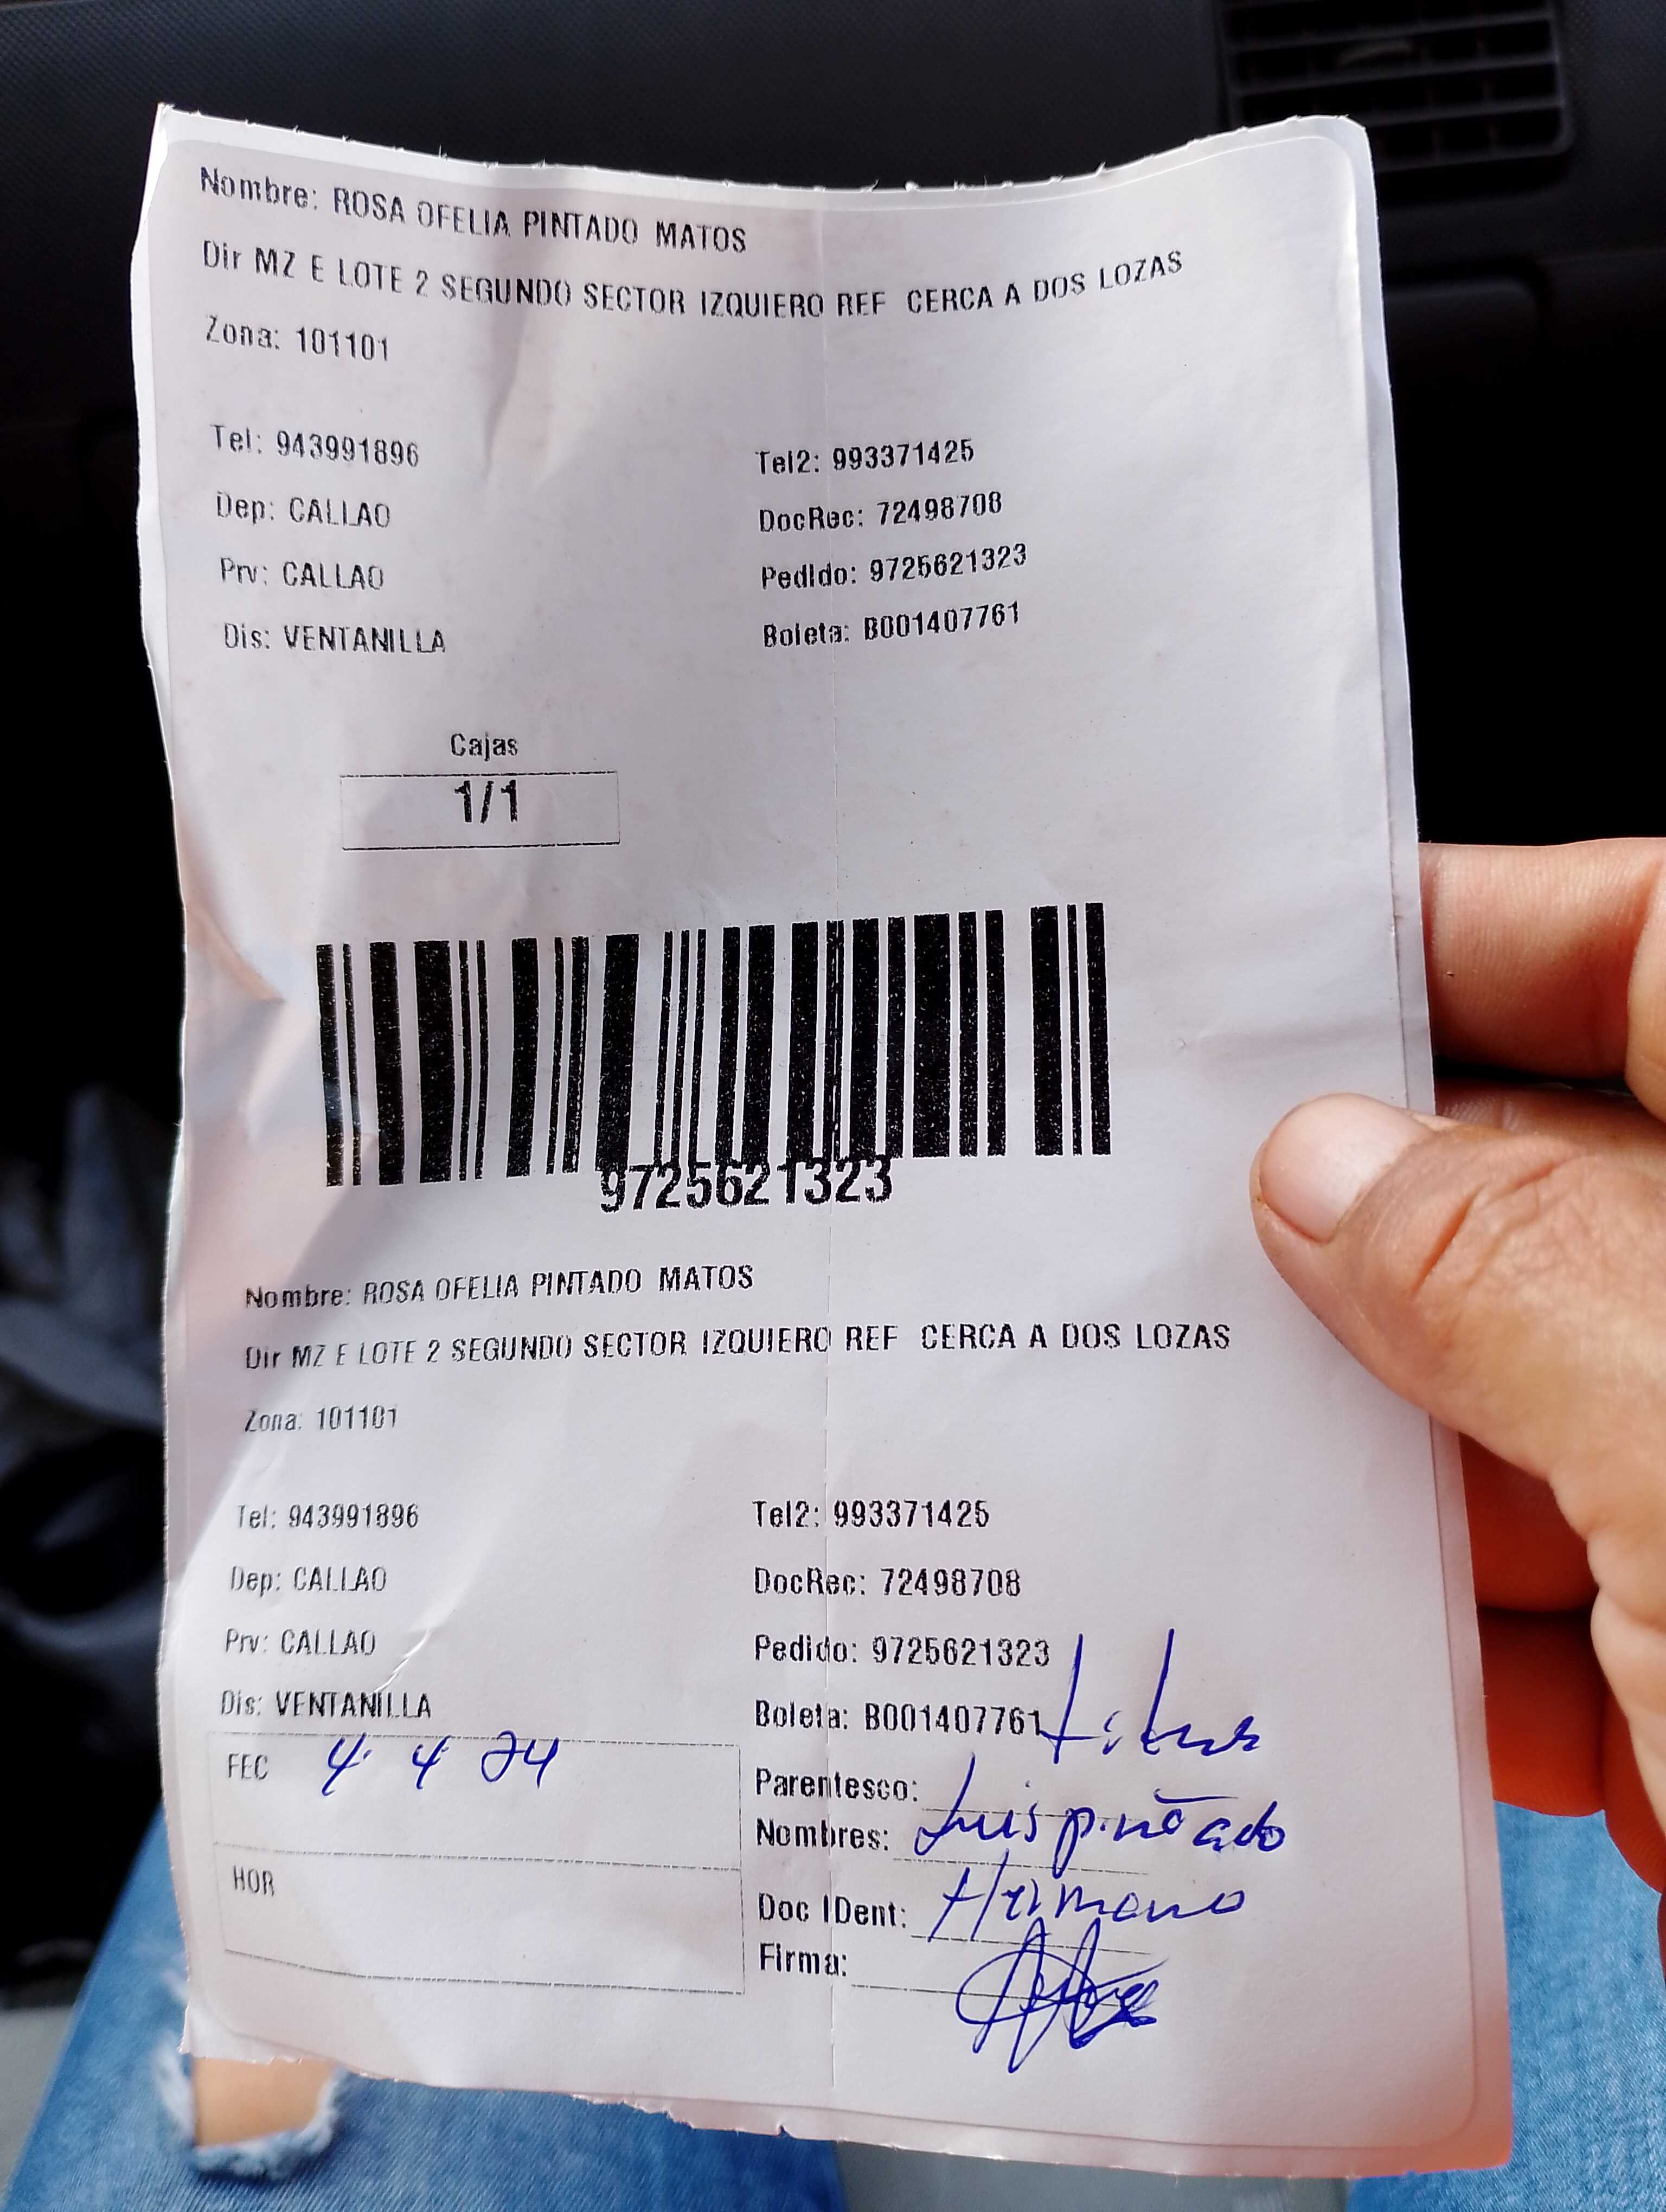 Nombre: ROSA OFELIA PINTADO MATOS
Dir MZ E LOTE 2 SEGUNDO SECTOR IZQUIERO REF CERCA A DOS LOZAS
Zona: 101101
Tel: 943991896 Tel2: 993371425
Dep: CALLAO DocRec: 72498708
Prv: CALLAO Pedido: 9725621323
Dis: VENTANILLA Boleta: B001407761
Cajas
1/1
9725621323
Nombre: ROSA OFELIA PINTADO MATOS
Dir MZ E LOTE 2 SEGUNDO SECTOR IZQUIERO REF CERCA A DOS LOZAS
Zona: 101101
Tel: 943991896 Tel2: 993371425
Dep: CALLAO DocRec: 72498708
Prv: CALLAO Pedido: 9725621323
Dis: VENTANILLA Boleta: B001407761
FEC 4 4 24 Parentesco:
Nombres: Luis pintado
HOR Doc IDent: Hermano
Firma: